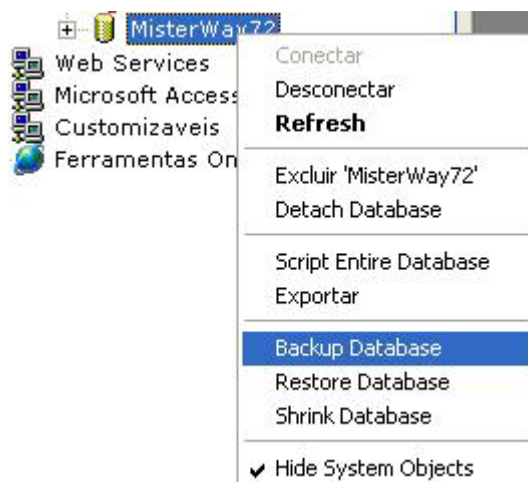 MisterWay72
Web Services
Microsoft Access
Customizaveis
Ferramentas On
Conectar
Desconectar
Refresh
Excluir 'MisterWay72'
Detach Database
Script Entire Database
Exportar
Backup Database
Restore Database
Shrink Database
Hide System Objects